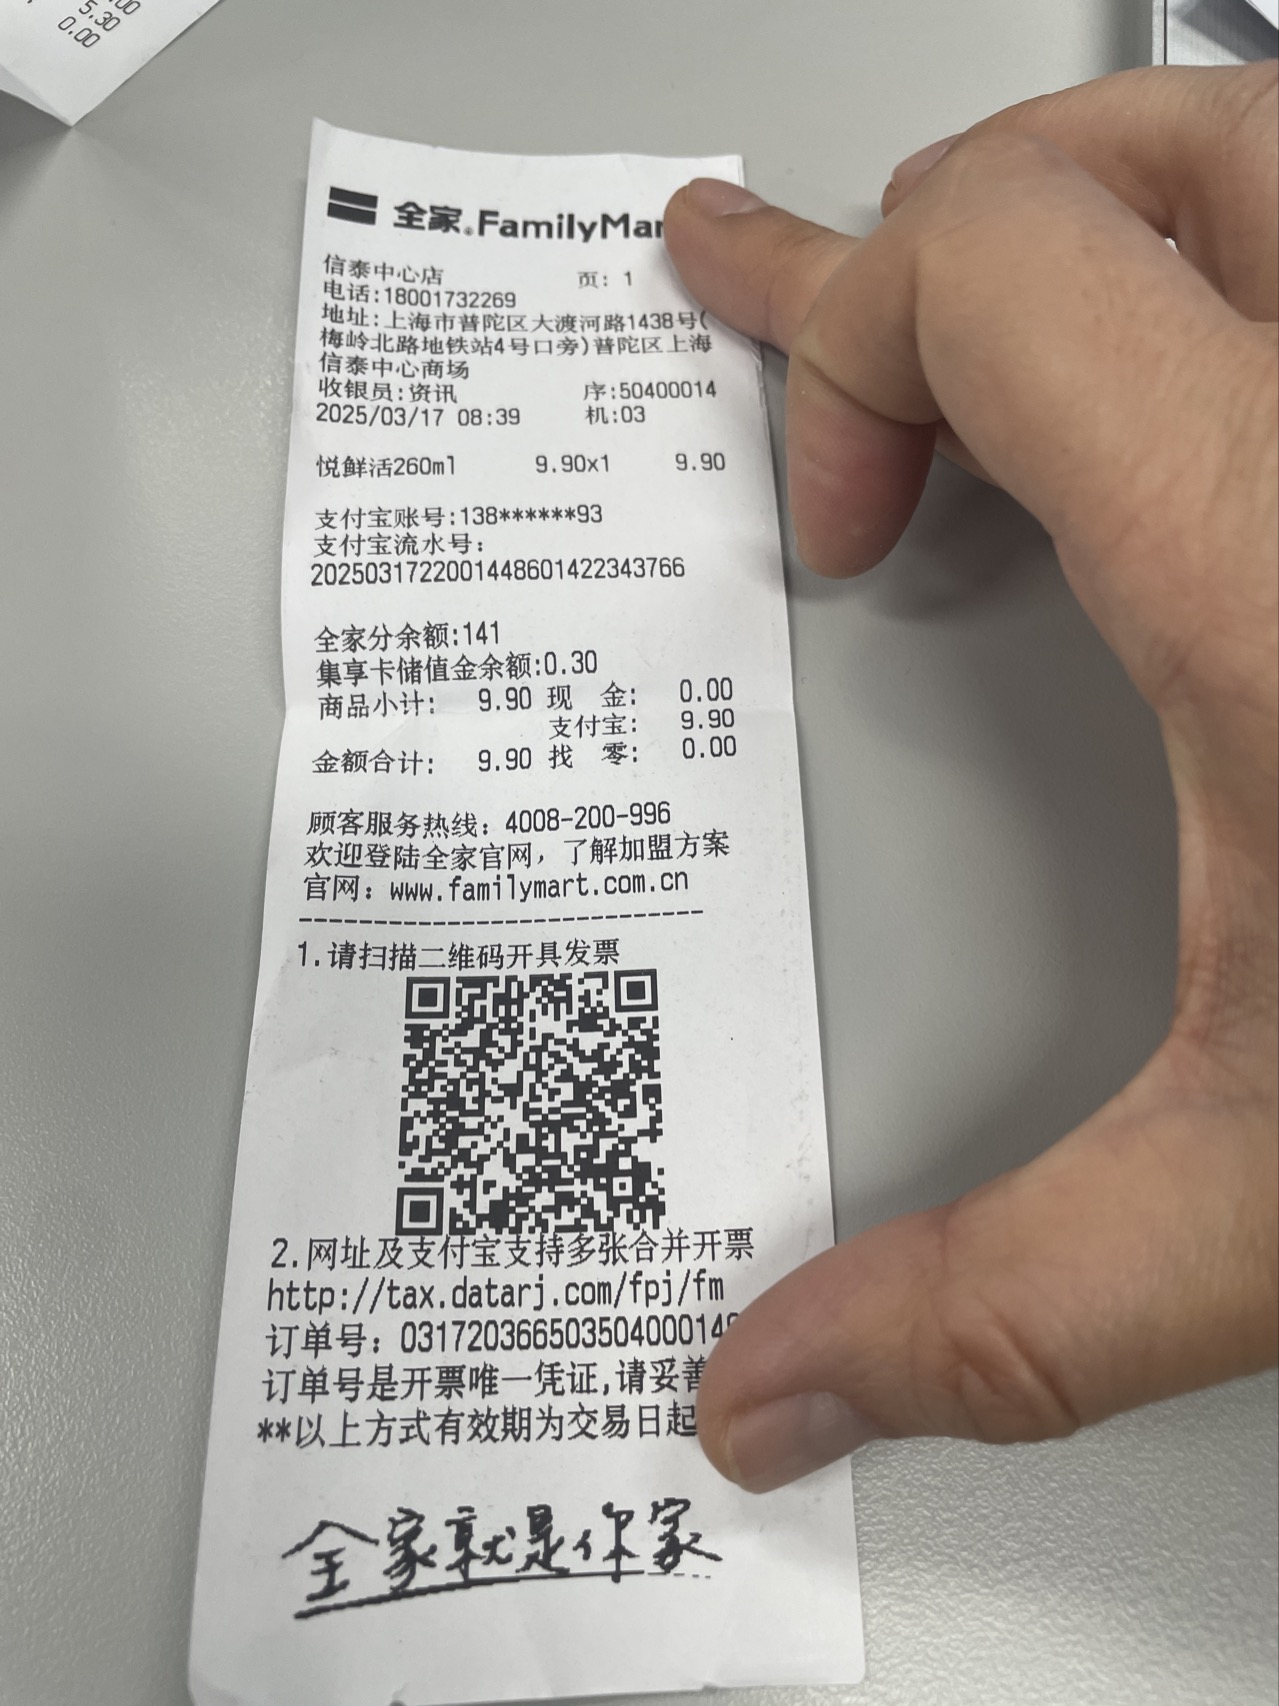 .00
5.30
0.00
全家®FamilyMar
信泰中心店 页: 1
电话:18001732269
地址:上海市普陀区大渡河路1438号(
梅岭北路地铁站4号口旁)普陀区上海
信泰中心商场
收银员:资讯 序:50400014
2025/03/17 08:39 机:03
悦鲜活260ml 9.90x1 9.90
支付宝账号:138******93
支付宝流水号:
2025031722001448601422343766
全家分余额:141
集享卡储值金余额:0.30
商品小计: 9.90 现 金: 0.00
支付宝: 9.90
金额合计: 9.90 找 零: 0.00
顾客服务热线: 4008-200-996
欢迎登陆全家官网，了解加盟方案
官网: www.familymart.com.cn
1.请扫描二维码开具发票
2.网址及支付宝支持多张合并开票
http://tax.datarj.com/fpj/fm
订单号: 03172036650350400014
订单号是开票唯一凭证,请妥善
**以上方式有效期为交易日起
全家就是你家